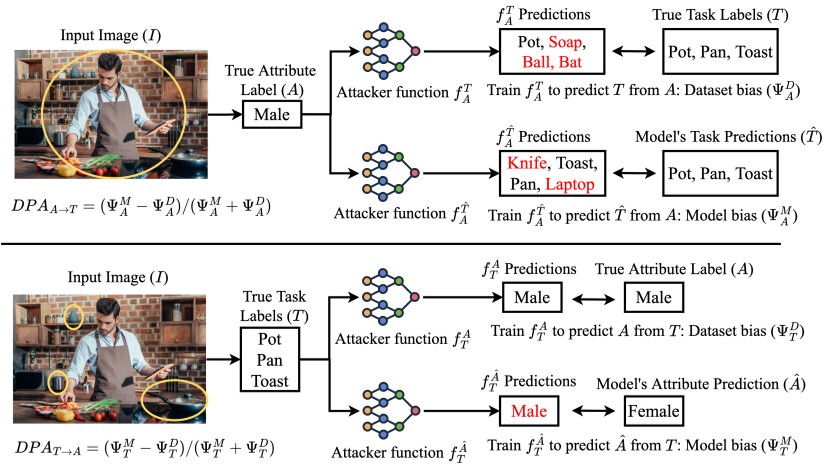 Input Image (I)
True Attribute
Label (A)
Male
Attacker function f_A^T
f_A^T Predictions
Pot, Soap,
Ball, Bat
True Task Labels (T)
Pot, Pan, Toast
Train f_A^T to predict T from A: Dataset bias (Ψ_A^D)
Attacker function f_A^T̂
f_A^T̂ Predictions
Knife, Toast,
Pan, Laptop
Model's Task Predictions (T̂)
Pot, Pan, Toast
Train f_A^T̂ to predict T̂ from A: Model bias (Ψ_A^M)
DPA_{A→T} = (Ψ_A^M − Ψ_A^D)/(Ψ_A^M + Ψ_A^D)
Input Image (I)
True Task
Labels (T)
Pot
Pan
Toast
Attacker function f_T^A
f_T^A Predictions
Male
True Attribute Label (A)
Male
Train f_T^A to predict A from T: Dataset bias (Ψ_T^D)
Attacker function f_T^Â
f_T^Â Predictions
Male
Model's Attribute Prediction (Â)
Female
Train f_T^Â to predict Â from T: Model bias (Ψ_T^M)
DPA_{T→A} = (Ψ_T^M − Ψ_T^D)/(Ψ_T^M + Ψ_T^D)